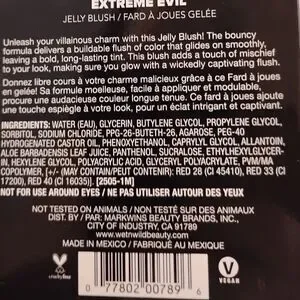 EXTREME EVIL
JELLY BLUSH / FARD À JOUES GELÉE
Unleash your villainous charm with this Jelly Blush! The bouncy
formula delivers a buildable flush of color that glides on smoothly,
leaving a bold, long-lasting tint. This blush adds a touch of mischief
to your look, making sure you glow with a wickedly captivating flush.
Donnez libre cours à votre charme malicieux grâce à ce Fard à joues
en gelée! Sa formule moelleuse, facile à appliquer et modulable,
procure une audacieuse couleur longue tenue. Ce fard à joues ajoute
une touche espiègle à votre look, pour un éclat intrigant et captivant.
INGREDIENTS: WATER (EAU), GLYCERIN, BUTYLENE GLYCOL, PROPYLENE GLYCOL,
SORBITOL, SODIUM CHLORIDE, PPG-26-BUTETH-26, AGAROSE, PEG-40
HYDROGENATED CASTOR OIL, PHENOXYETHANOL, CAPRYLYL GLYCOL, ALLANTOIN,
ALOE BARBADENSIS LEAF JUICE, PANTHENOL, SUCRALOSE, ETHYLHEXYLGLYCER-
IN, HEXYLENE GLYCOL, POLYACRYLIC ACID, GLYCERYL POLYACRYLATE, PVM/MA
COPOLYMER, [+/- (MAY CONTAIN/PEUT CONTENIR): RED 28 (CI 45410), RED 33 (CI
17200), RED 40 (CI 16035)]. [2505-1M]
NOT FOR USE AROUND EYES / NE PAS UTILISER AUTOUR DES YEUX
NOT TESTED ON ANIMALS / NON TESTÉ SUR DES ANIMAUX
DIST. BY / PAR: MARKWINS BEAUTY BRANDS, INC.,
CITY OF INDUSTRY, CA 91789
WWW.WETNWILDBEAUTY.COM
MADE IN MEXICO / FABRIQUÉ AU MEXIQUE
cruelty free
0 77802 00789 6
V
VEGAN